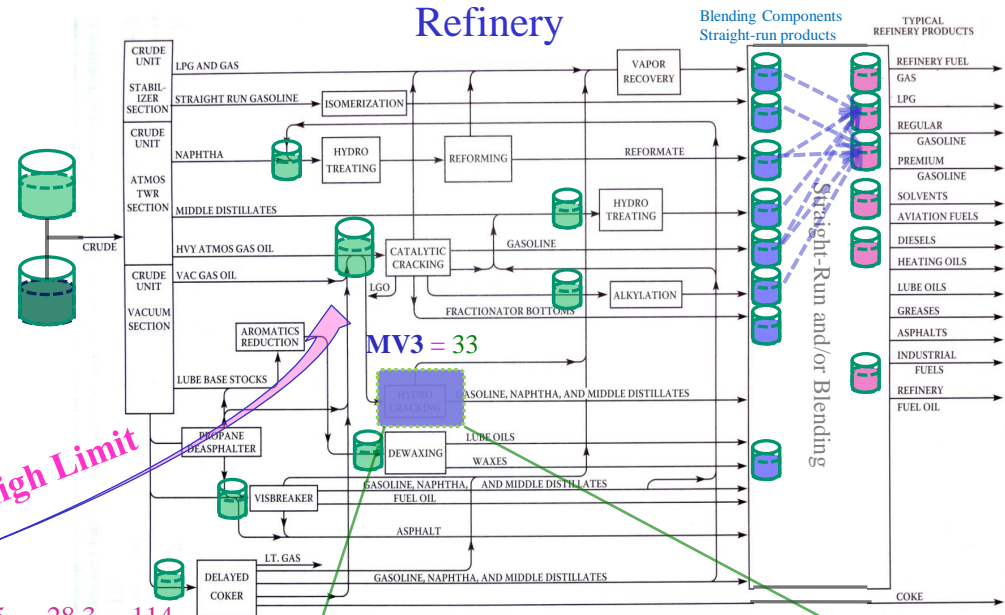 Refinery
Blending Components
Straight-run products
TYPICAL
REFINERY PRODUCTS
CRUDE
UNIT
STABIL-
IZER
SECTION
LPG AND GAS
VAPOR
RECOVERY
REFINERY FUEL
GAS
STRAIGHT RUN GASOLINE
ISOMERIZATION
LPG
CRUDE
UNIT
ATMOS
TWR
SECTION
NAPHTHA
HYDRO
TREATING
REFORMING
REFORMATE
REGULAR
GASOLINE
PREMIUM
GASOLINE
SOLVENTS
MIDDLE DISTILLATES
HYDRO
TREATING
AVIATION FUELS
CRUDE
HVY ATMOS GAS OIL
CATALYTIC
CRACKING
GASOLINE
DIESELS
CRUDE
UNIT
VACUUM
SECTION
VAC GAS OIL
LGO
ALKYLATION
HEATING OILS
LUBE OILS
FRACTIONATOR BOTTOMS
GREASES
AROMATICS
REDUCTION
MV3 = 33
ASPHALTS
INDUSTRIAL
FUELS
LUBE BASE STOCKS
HYDRO
CRACKING
GASOLINE, NAPHTHA, AND MIDDLE DISTILLATES
REFINERY
FUEL OIL
Straight-Run and/or Blending
PROPANE
DEASPHALTER
DEWAXING
LUBE OILS
WAXES
igh Limit
VISBREAKER
GASOLINE, NAPHTHA, AND MIDDLE DISTILLATES
FUEL OIL
ASPHALT
DELAYED
COKER
LT. GAS
GASOLINE, NAPHTHA, AND MIDDLE DISTILLATES
COKE
28.3 114